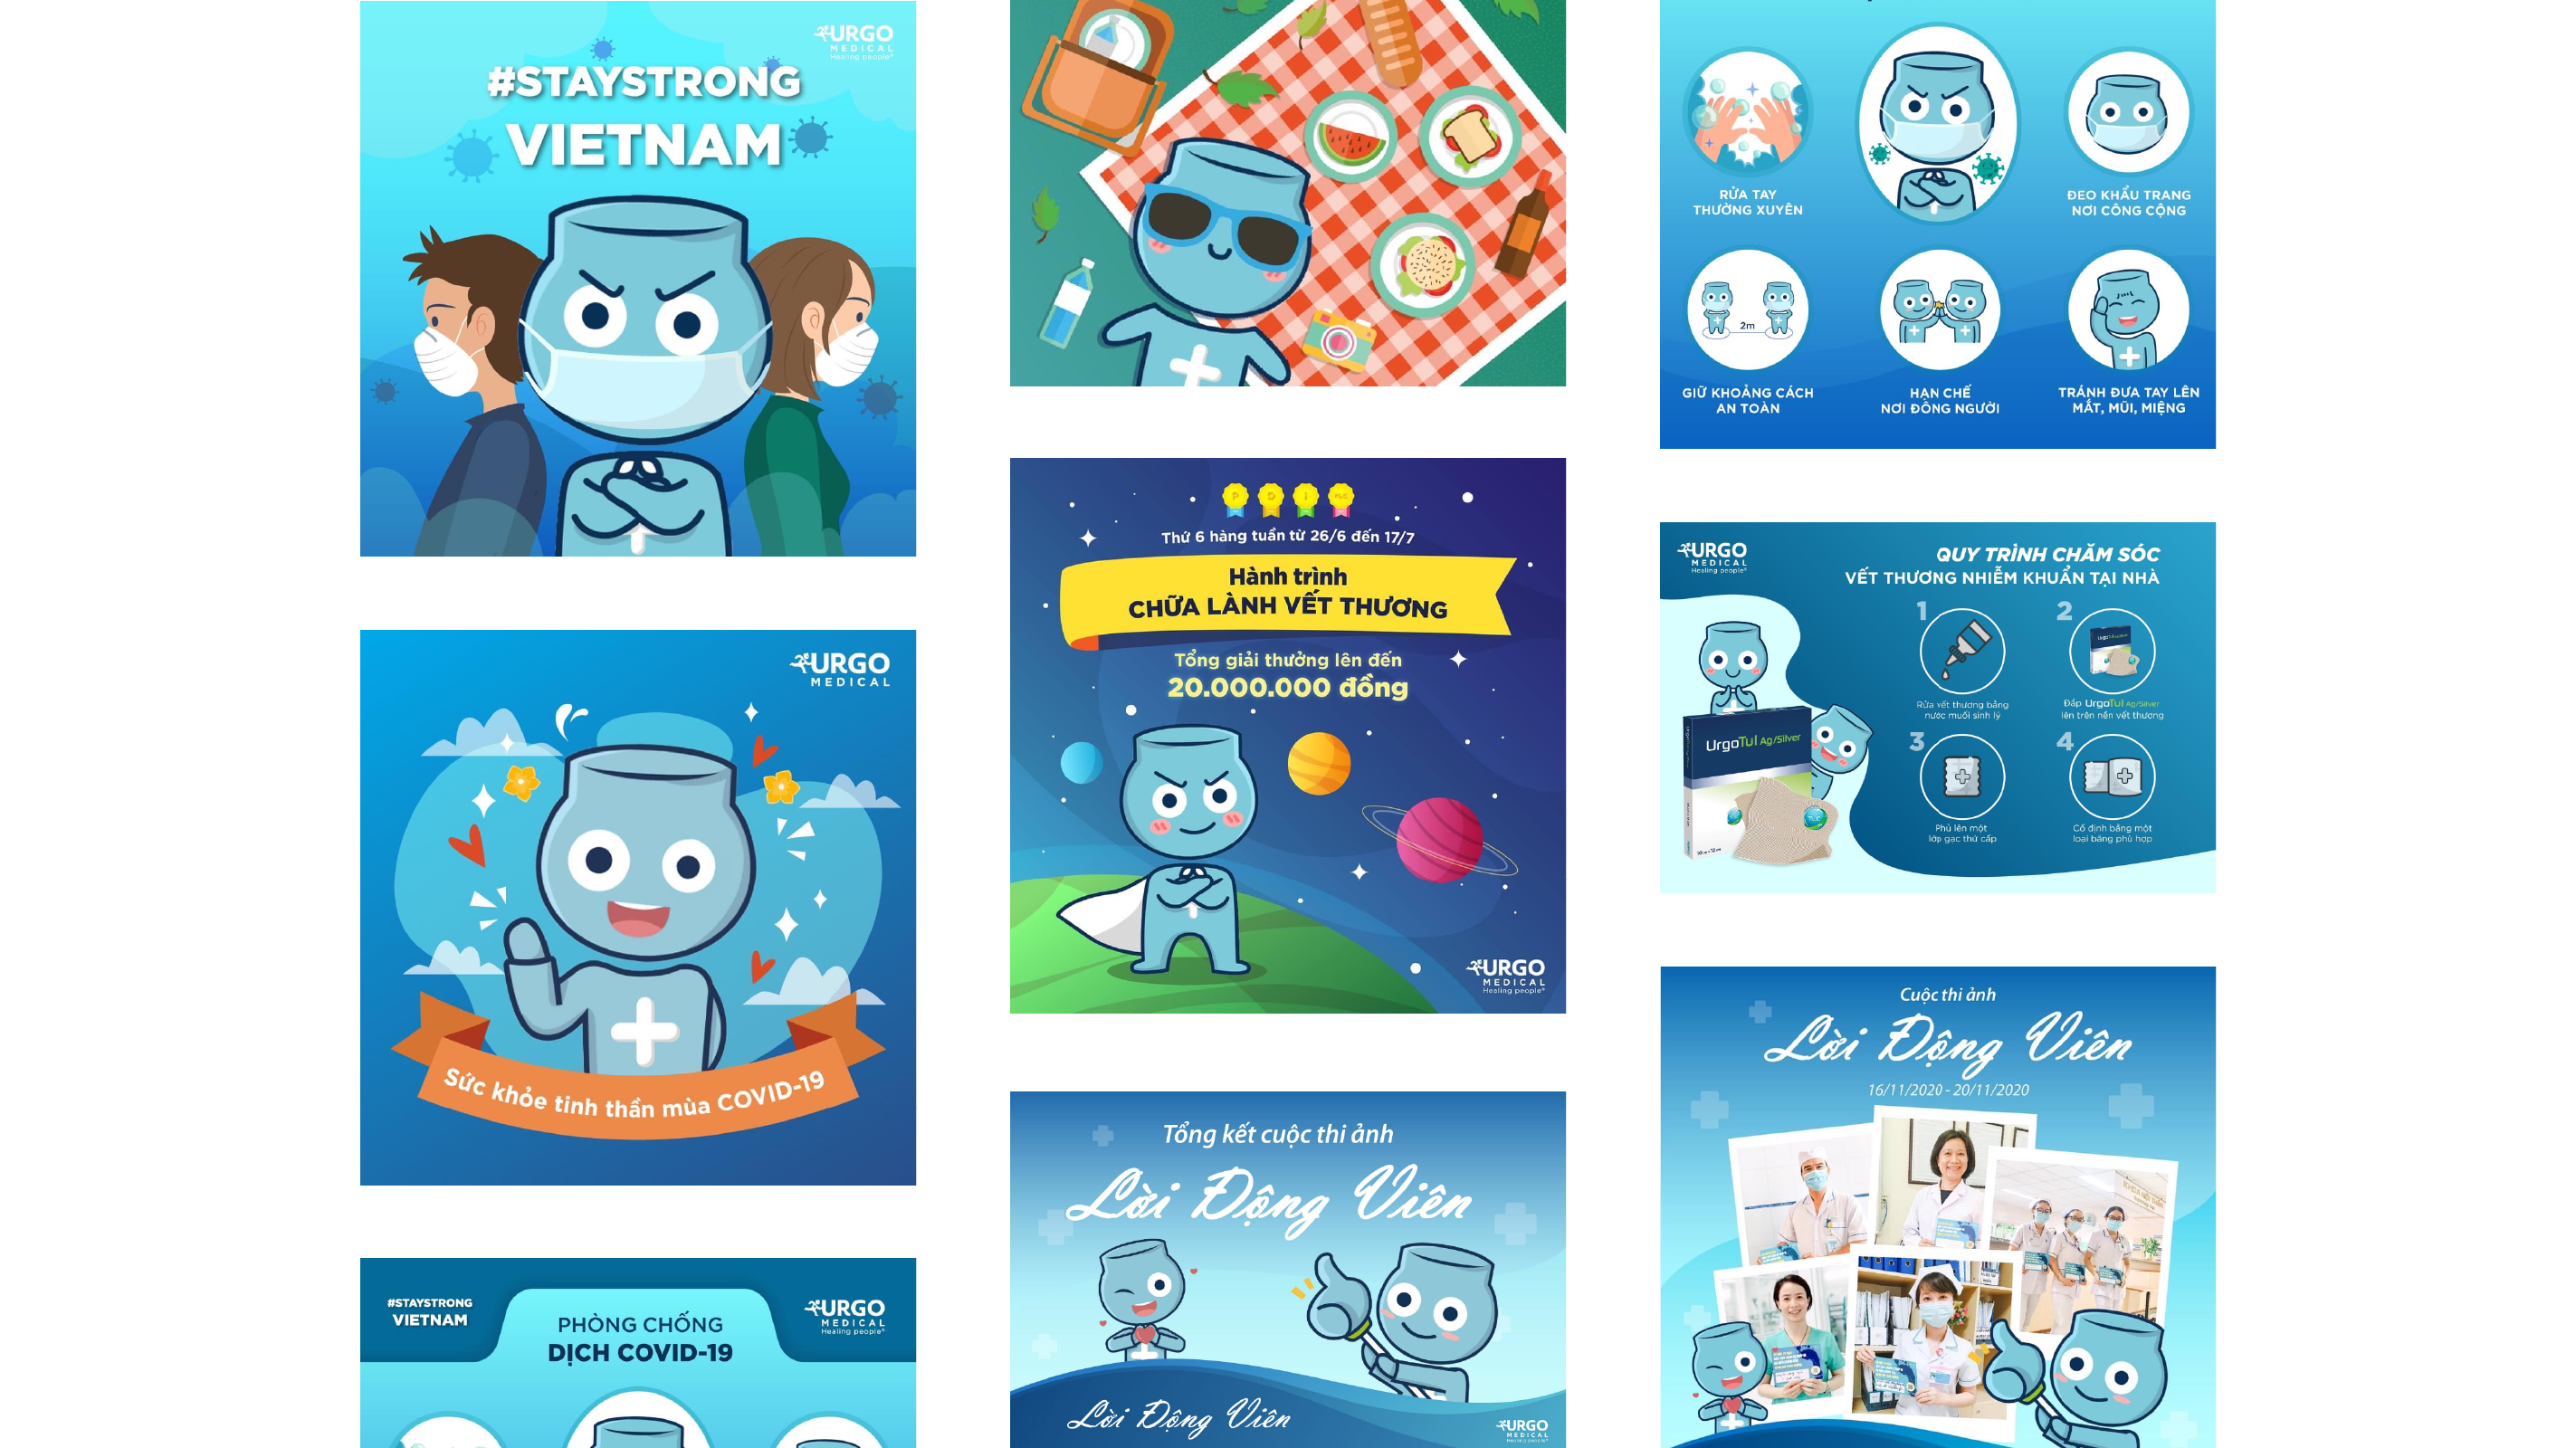 URGO
MEDICAL
Healing people®
#STAYSTRONG
VIETNAM
URGO
MEDICAL
Sức khỏe tinh thần mùa COVID-19
#STAYSTRONG
VIETNAM
PHÒNG CHỐNG
DỊCH COVID-19
URGO
MEDICAL
Healing people®
P
D
i
Thứ 6 hàng tuần từ 26/6 đến 17/7
Hành trình
CHỮA LÀNH VẾT THƯƠNG
Tổng giải thưởng lên đến
20.000.000 đồng
URGO
MEDICAL
Healing people®
Tổng kết cuộc thi ảnh
Lời Động Viên
Lời Động Viên
URGO
MEDICAL
Healing people®
RỬA TAY
THƯỜNG XUYÊN
ĐEO KHẨU TRANG
NƠI CÔNG CỘNG
2m
GIỮ KHOẢNG CÁCH
AN TOÀN
HẠN CHẾ
NƠI ĐÔNG NGƯỜI
TRÁNH ĐƯA TAY LÊN
MẮT, MŨI, MIỆNG
URGO
MEDICAL
Healing people®
QUY TRÌNH CHĂM SÓC
VẾT THƯƠNG NHIỄM KHUẨN TẠI NHÀ
1
Rửa vết thương bằng
nước muối sinh lý
2
Đắp UrgoTul Ag/Silver
lên trên nền vết thương
3
Phủ lên một
lớp gạc thứ cấp
4
Cố định bằng một
loại băng phù hợp
UrgoTul Ag/Silver
TLC
Cuộc thi ảnh
Lời Động Viên
16/11/2020 - 20/11/2020